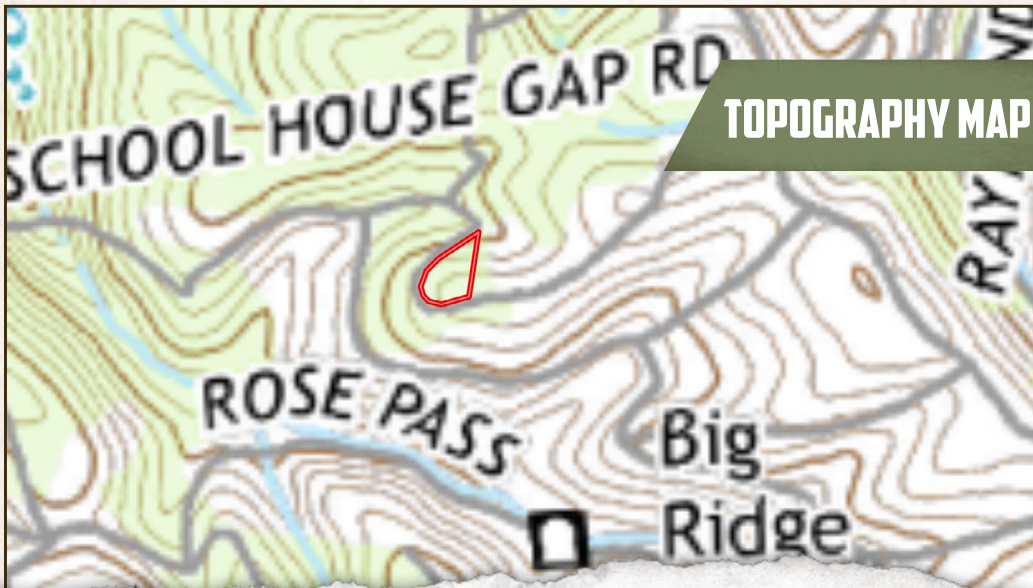 SCHOOL HOUSE GAP RD
TOPOGRAPHY MAP
ROSE PASS
Big
Ridge